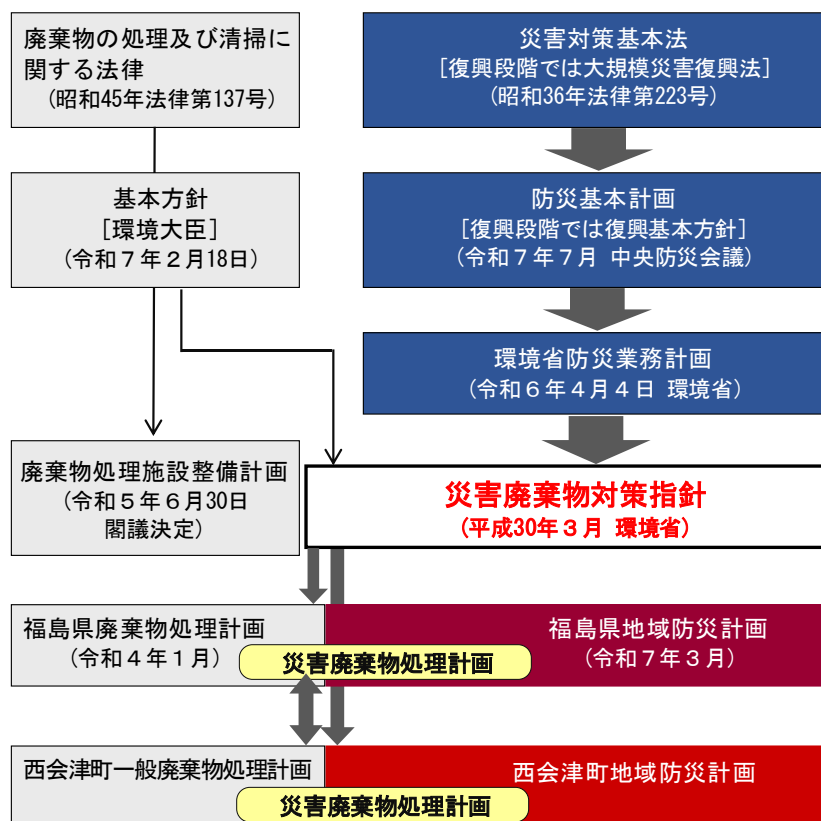 廃棄物の処理及び清掃に
関する法律
(昭和45年法律第137号)
災害対策基本法
[復興段階では大規模災害復興法]
(昭和36年法律第223号)
基本方針
[環境大臣]
(令和7年2月18日)
防災基本計画
[復興段階では復興基本方針]
(令和7年7月 中央防災会議)
環境省防災業務計画
(令和6年4月4日 環境省)
廃棄物処理施設整備計画
(令和5年6月30日
閣議決定)
災害廃棄物対策指針
(平成30年3月 環境省)
福島県廃棄物処理計画
(令和4年1月)
福島県地域防災計画
(令和7年3月)
災害廃棄物処理計画
西会津町一般廃棄物処理計画
西会津町地域防災計画
災害廃棄物処理計画